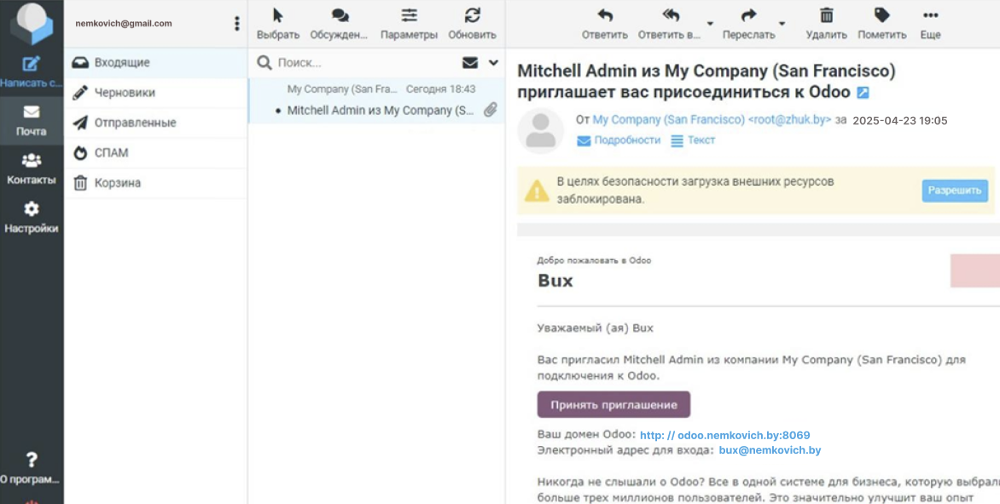 nemkovich@gmail.com
Выбрать
Обсужден...
Параметры
Обновить
Ответить
Ответить в...
Переслать
Удалить
Пометить
Еще
Написать с...
Почта
Контакты
Настройки
О програм...
Входящие
Черновики
Отправленные
СПАМ
Корзина
Поиск...
My Company (San Fra... Сегодня 18:43
• Mitchell Admin из My Company (S...
Mitchell Admin из My Company (San Francisco)
приглашает вас присоединиться к Odoo
От My Company (San Francisco) <root@zhuk.by> за 2025-04-23 19:05
Подробности Текст
В целях безопасности загрузка внешних ресурсов
заблокирована.
Разрешить
Добро пожаловать в Odoo
Bux
Уважаемый (ая) Bux
Вас пригласил Mitchell Admin из компании My Company (San Francisco) для
подключения к Odoo.
Принять приглашение
Ваш домен Odoo: http: // odoo.nemkovich.by:8069
Электронный адрес для входа: bux@nemkovich.by
Никогда не слышали о Odoo? Все в одной системе для бизнеса, которую выбрал
больше трех миллионов пользователей. Это значительно улучшит ваш опыт